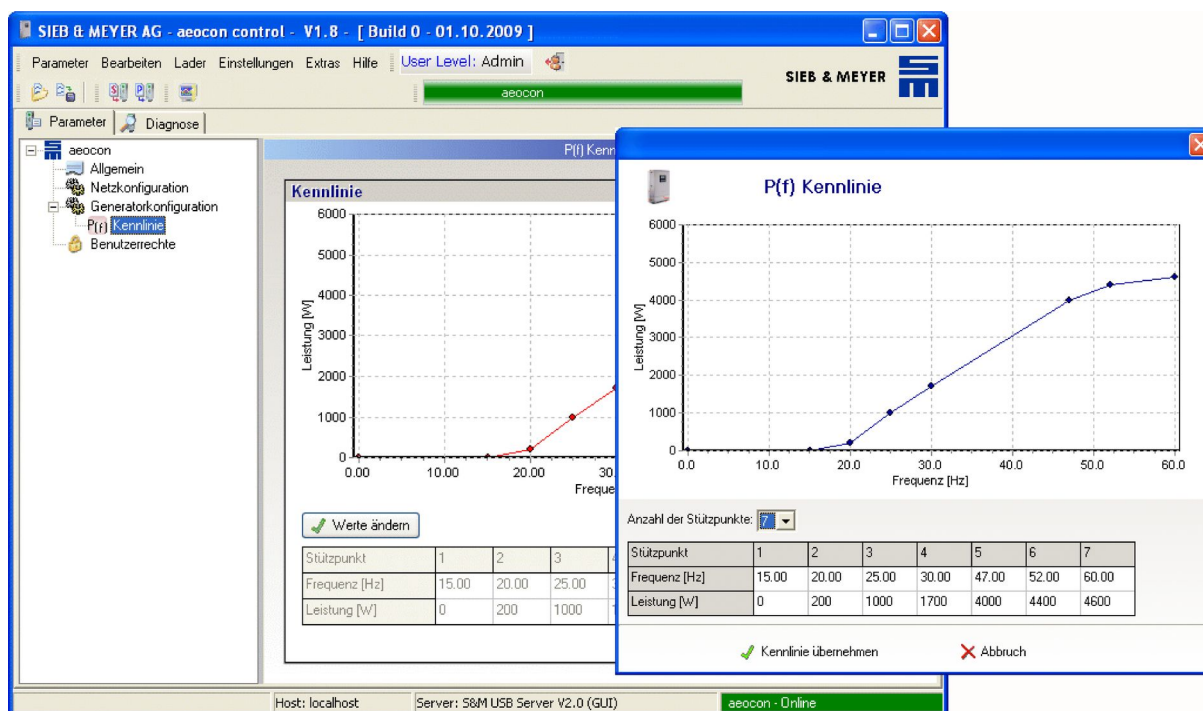 SIEB & MEYER AG - aeocon control - V1.8 - [ Build 0 - 01.10.2009 ]
Parameter Bearbeiten Lader Einstellungen Extras Hilfe User Level: Admin
SIEB & MEYER
aeocon
Parameter Diagnose
aeocon
Allgemein
Netzkonfiguration
Generatorkonfiguration
P(f) Kennlinie
Benutzerrechte
P(f) Kenn
Kennlinie
6000
5000
4000
3000
2000
1000
0
Leistung [W]
0.00 10.00 20.00 30
Freque
Werte ändern
Stützpunkt 1 2 3
Frequenz [Hz] 15.00 20.00 25.00
Leistung [W] 0 200 1000
Host: localhost Server: S&M USB Server V2.0 (GUI) aeocon - Online
P(f) Kennlinie
6000
5000
4000
3000
2000
1000
0
Leistung [W]
0.0 10.0 20.0 30.0 40.0 50.0 60.0
Frequenz [Hz]
Anzahl der Stützpunkte: 7
Stützpunkt 1 2 3 4 5 6 7
Frequenz [Hz] 15.00 20.00 25.00 30.00 47.00 52.00 60.00
Leistung [W] 0 200 1000 1700 4000 4400 4600
Kennlinie übernehmen Abbruch